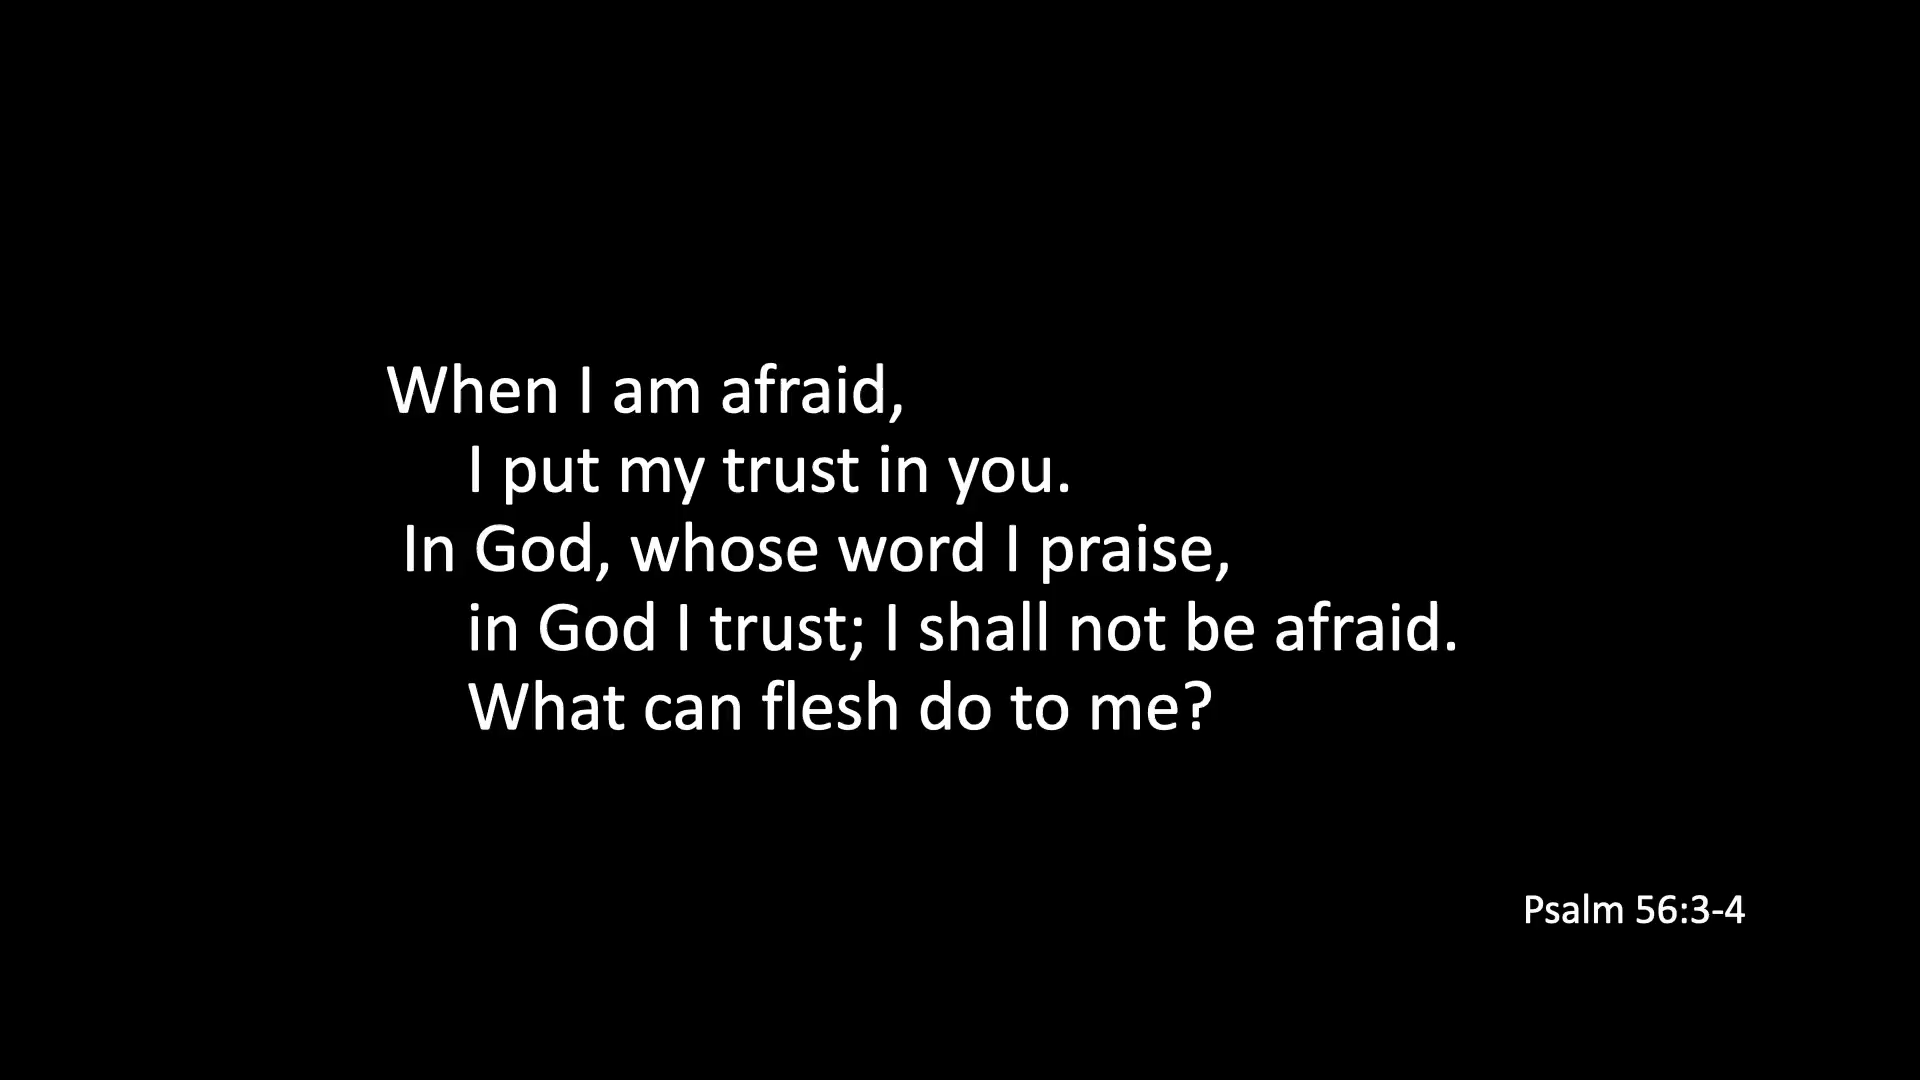 When I am afraid,
I put my trust in you.
In God, whose word I praise,
in God I trust; I shall not be afraid.
What can flesh do to me?
Psalm 56:3-4